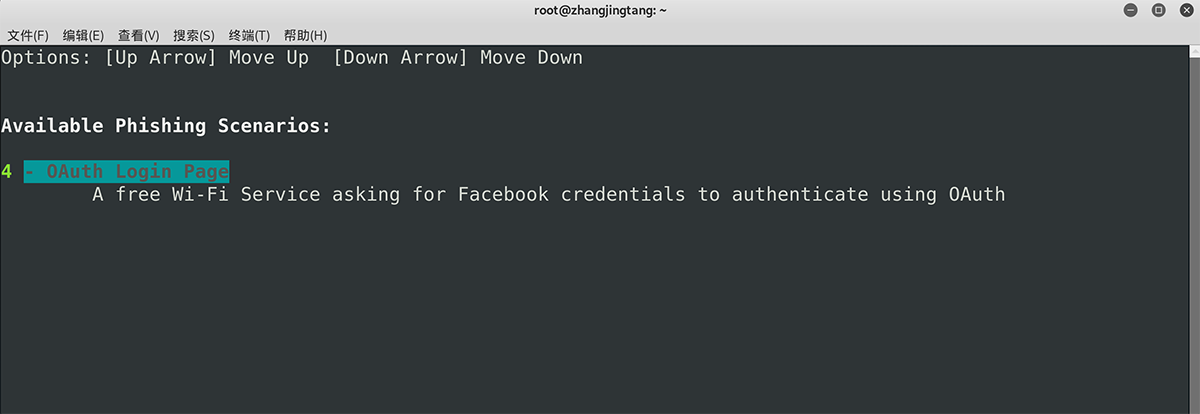 root@zhangjingtang: ~
文件(F) 编辑(E) 查看(V) 搜索(S) 终端(T) 帮助(H)
Options: [Up Arrow] Move Up [Down Arrow] Move Down
Available Phishing Scenarios:
4 - OAuth Login Page
A free Wi-Fi Service asking for Facebook credentials to authenticate using OAuth